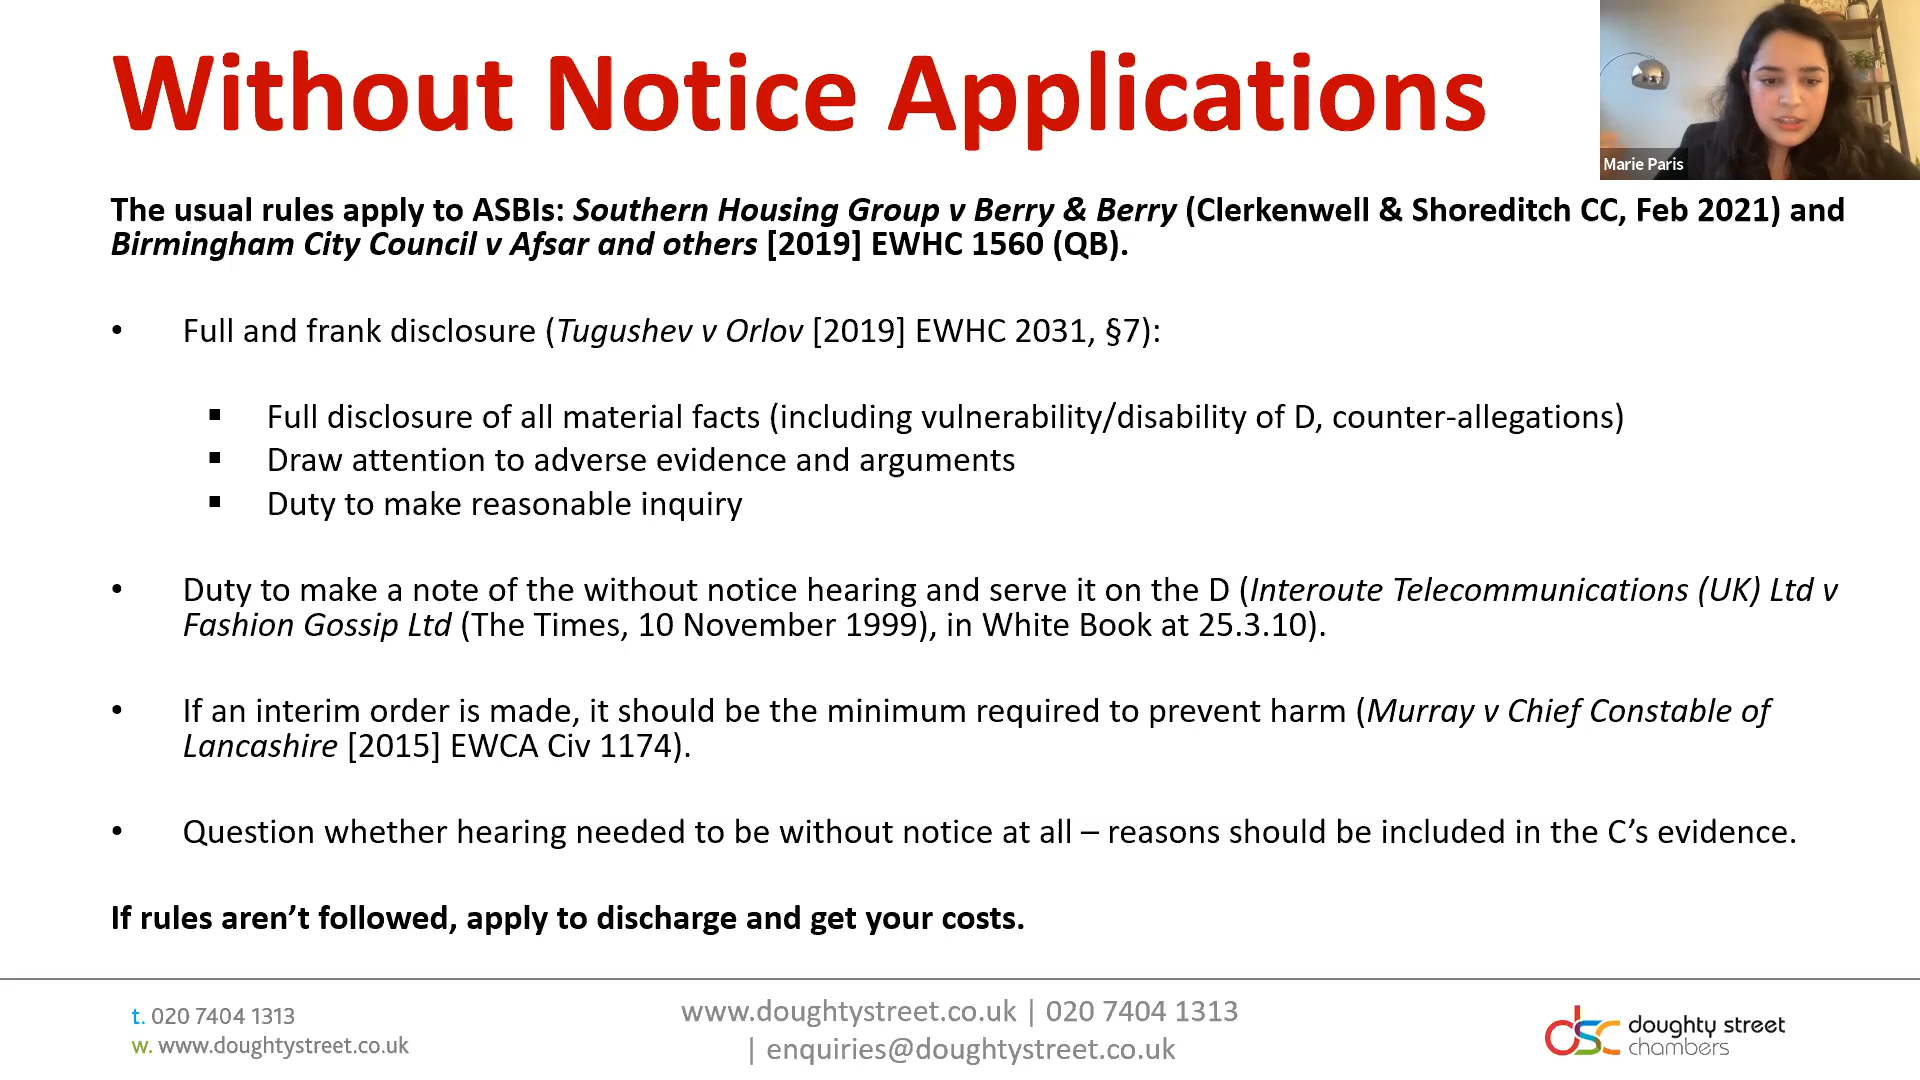 Without Notice Applications
Marie Paris
The usual rules apply to ASBIs: Southern Housing Group v Berry & Berry (Clerkenwell & Shoreditch CC, Feb 2021) and
Birmingham City Council v Afsar and others [2019] EWHC 1560 (QB).
• Full and frank disclosure (Tugushev v Orlov [2019] EWHC 2031, §7):
▪ Full disclosure of all material facts (including vulnerability/disability of D, counter-allegations)
▪ Draw attention to adverse evidence and arguments
▪ Duty to make reasonable inquiry
• Duty to make a note of the without notice hearing and serve it on the D (Interoute Telecommunications (UK) Ltd v
Fashion Gossip Ltd (The Times, 10 November 1999), in White Book at 25.3.10).
• If an interim order is made, it should be the minimum required to prevent harm (Murray v Chief Constable of
Lancashire [2015] EWCA Civ 1174).
• Question whether hearing needed to be without notice at all – reasons should be included in the C’s evidence.
If rules aren’t followed, apply to discharge and get your costs.
t. 020 7404 1313
w. www.doughtystreet.co.uk
www.doughtystreet.co.uk | 020 7404 1313
| enquiries@doughtystreet.co.uk
dsc doughty street
chambers